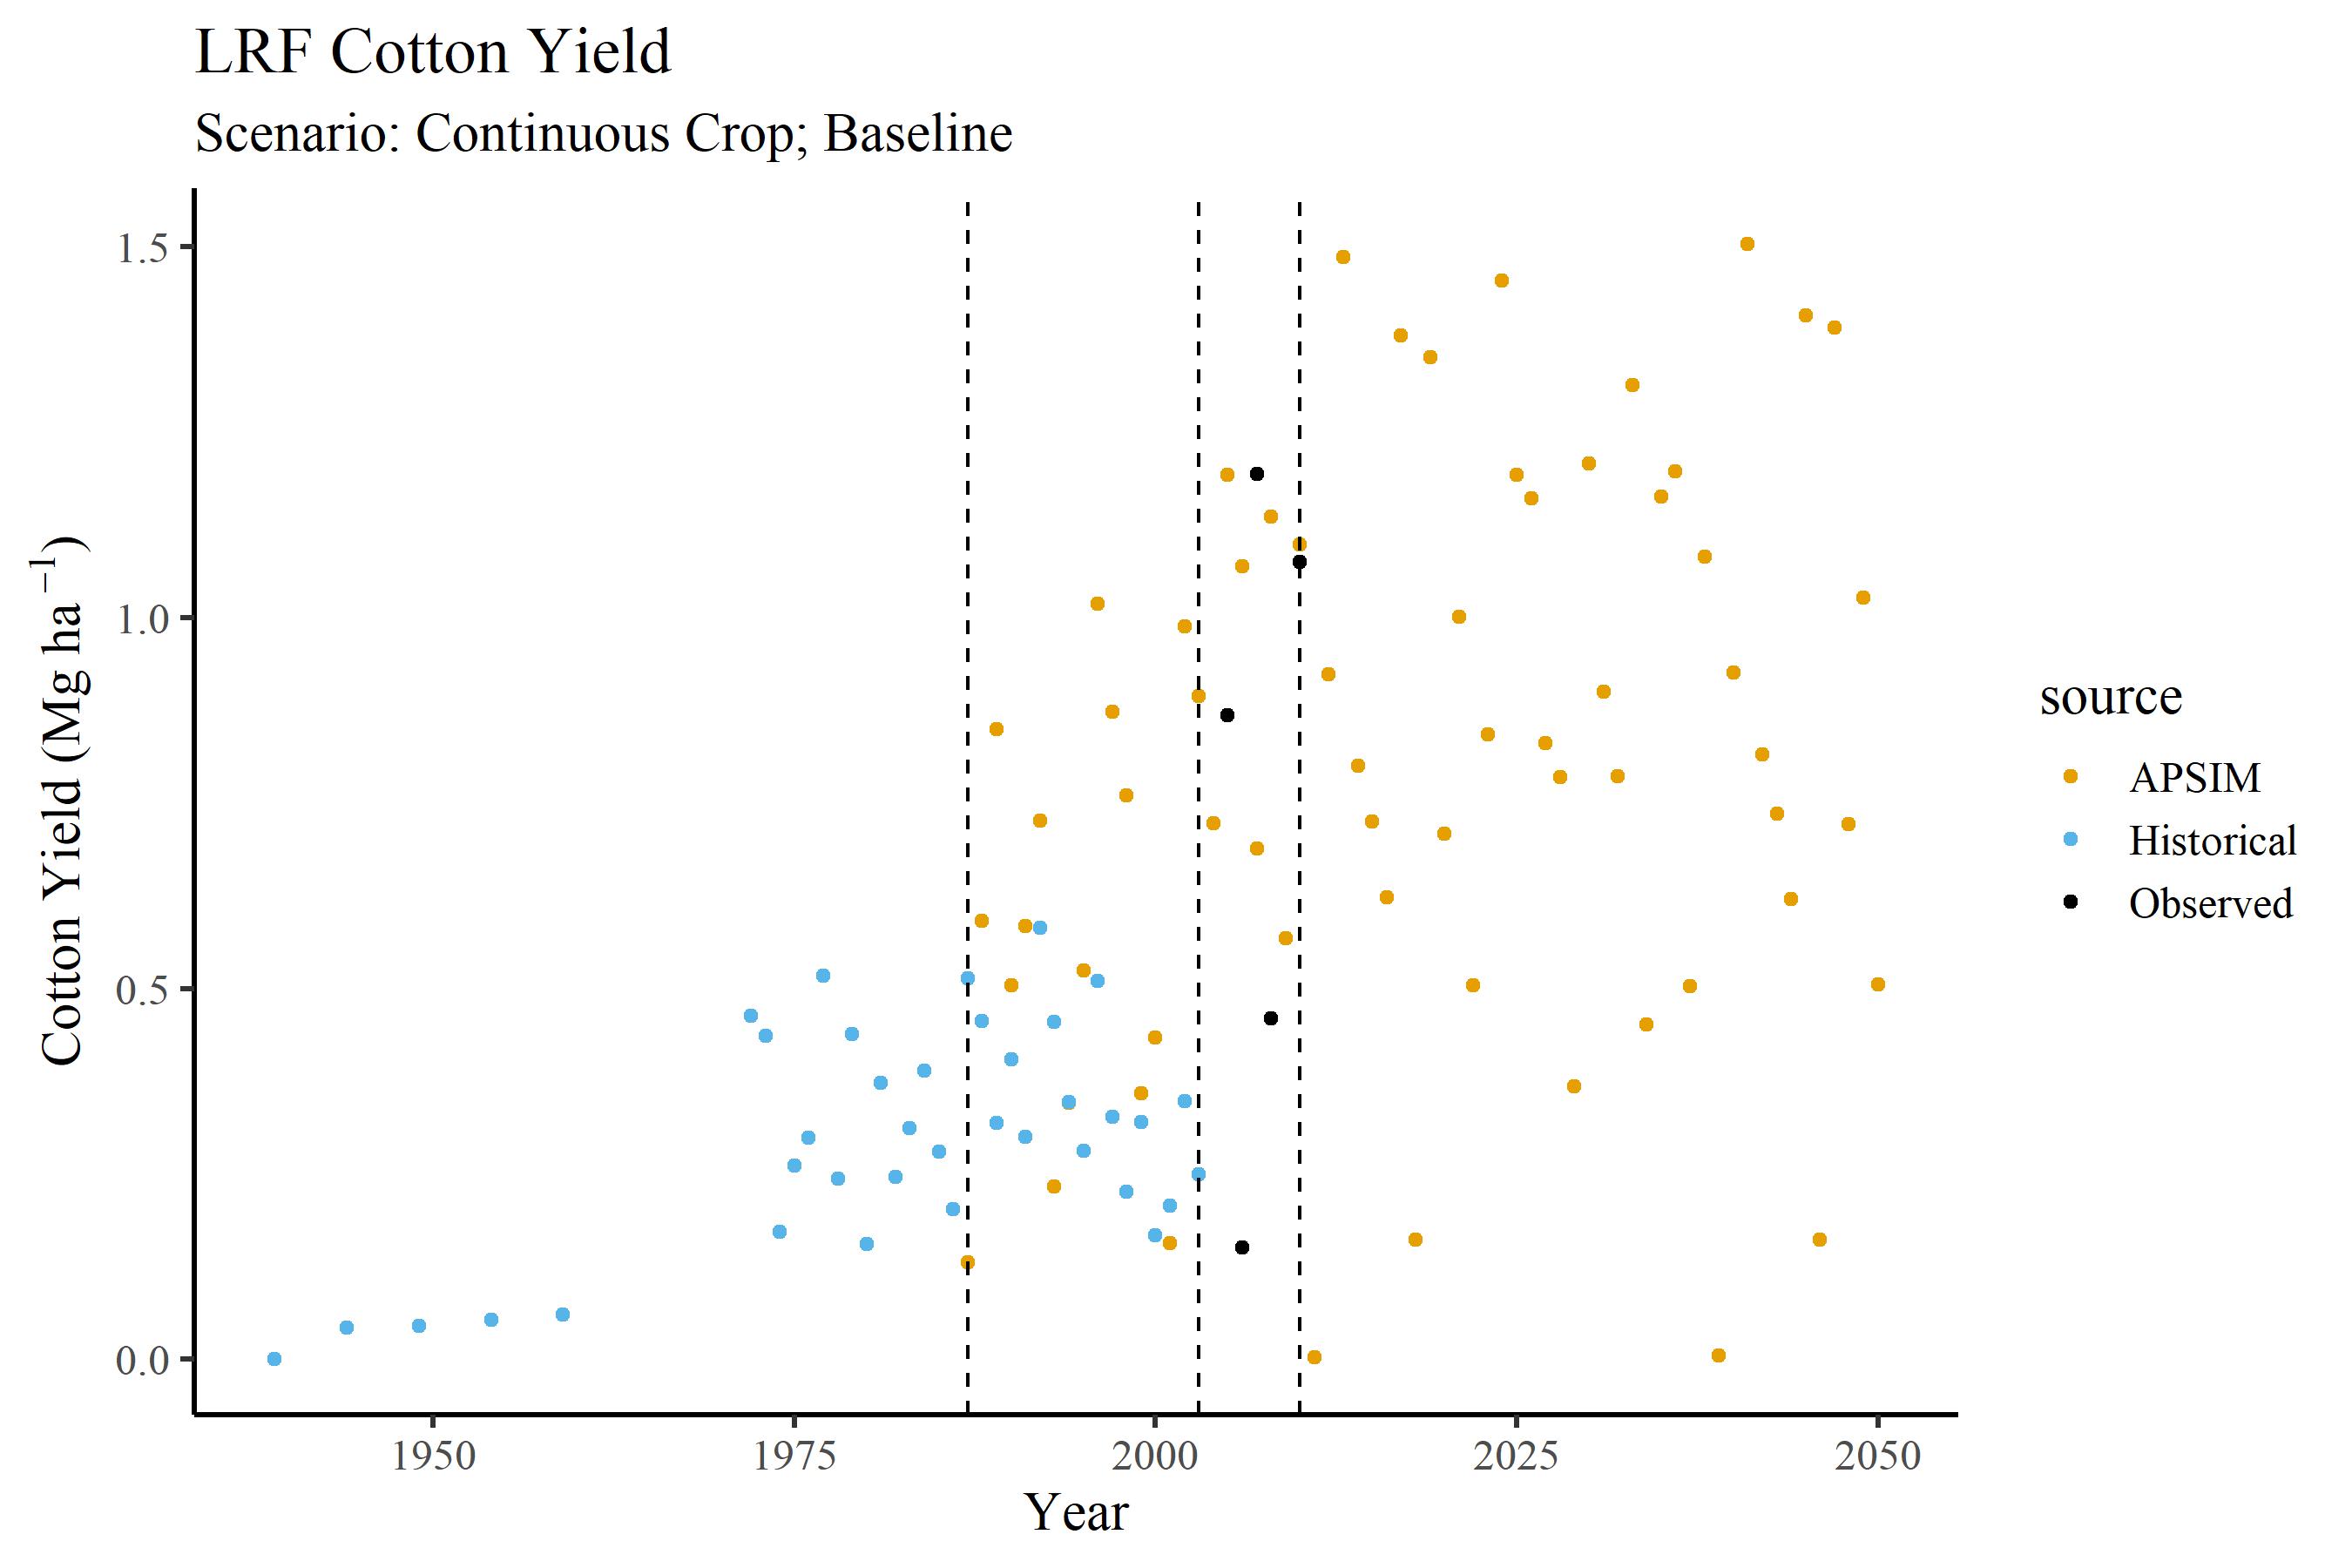 LRF Cotton Yield
Scenario: Continuous Crop; Baseline
Cotton Yield (Mg ha⁻¹)
1.5
1.0
0.5
0.0
1950
1975
2000
2025
2050
Year
source
APSIM
Historical
Observed